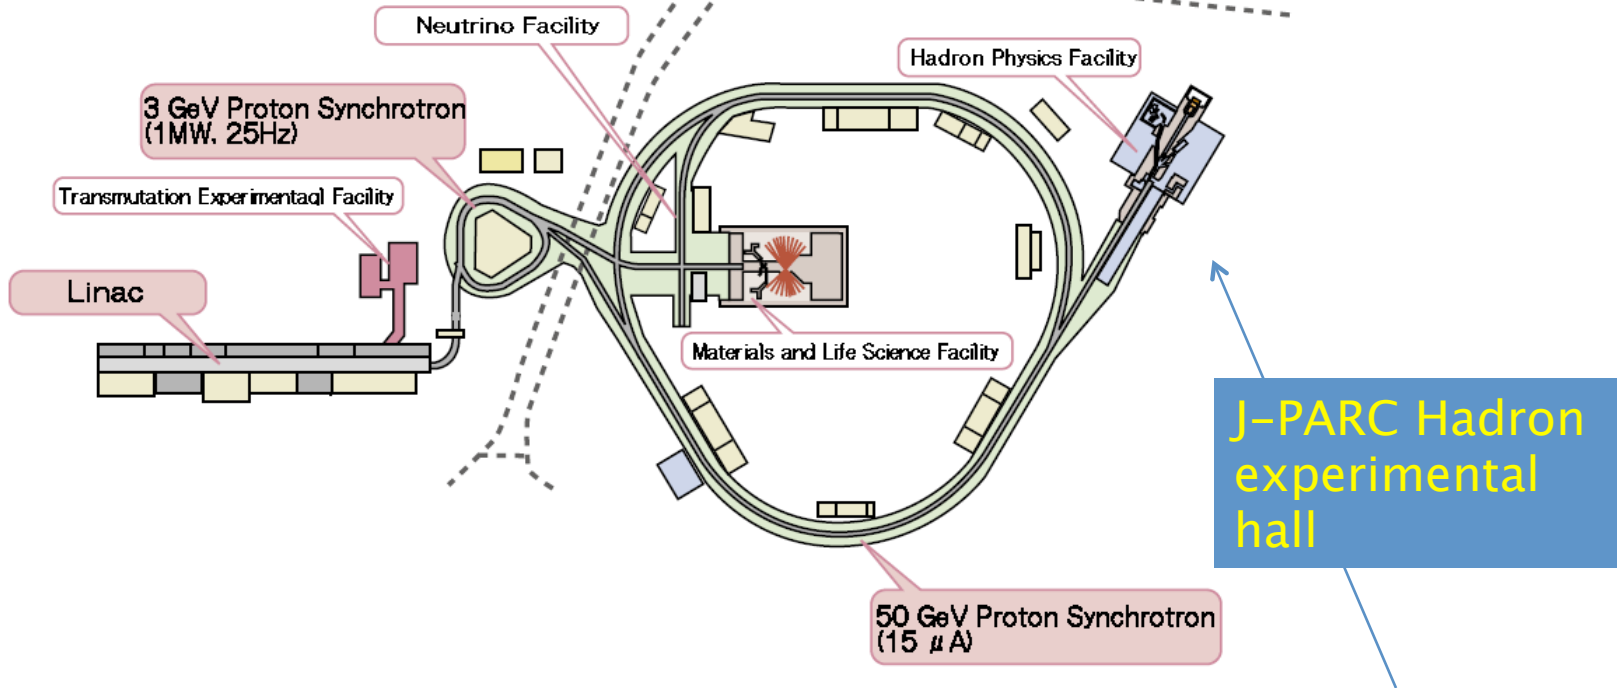 Neutrino Facility
Hadron Physics Facility
3 GeV Proton Synchrotron
(1MW. 25Hz)
Transmutation Experimentaql Facility
Linac
Materials and Life Science Facility
J-PARC Hadron
experimental
hall
50 GeV Proton Synchrotron
(15 μA)